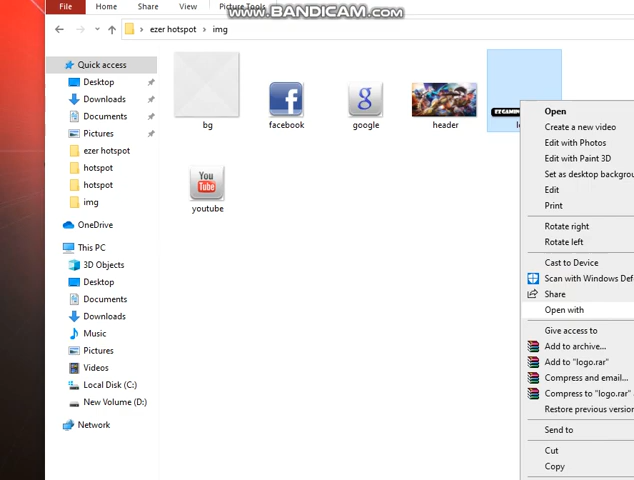 File Home Share View Picture Tools
www.BANDICAM.com
ezer hotspot › img
Quick access
Desktop
Downloads
Documents
Pictures
ezer hotspot
hotspot
hotspot
img
OneDrive
This PC
3D Objects
Desktop
Documents
Downloads
Music
Pictures
Videos
Local Disk (C:)
New Volume (D:)
Network
bg
facebook
google
header
You
Tube
youtube
Open
Create a new video
Edit with Photos
Edit with Paint 3D
Set as desktop backgrou
Edit
Print
Rotate right
Rotate left
Cast to Device
Scan with Windows Def
Share
Open with
Give access to
Add to archive...
Add to "logo.rar"
Compress and email...
Compress to "logo.rar"
Restore previous version
Send to
Cut
Copy